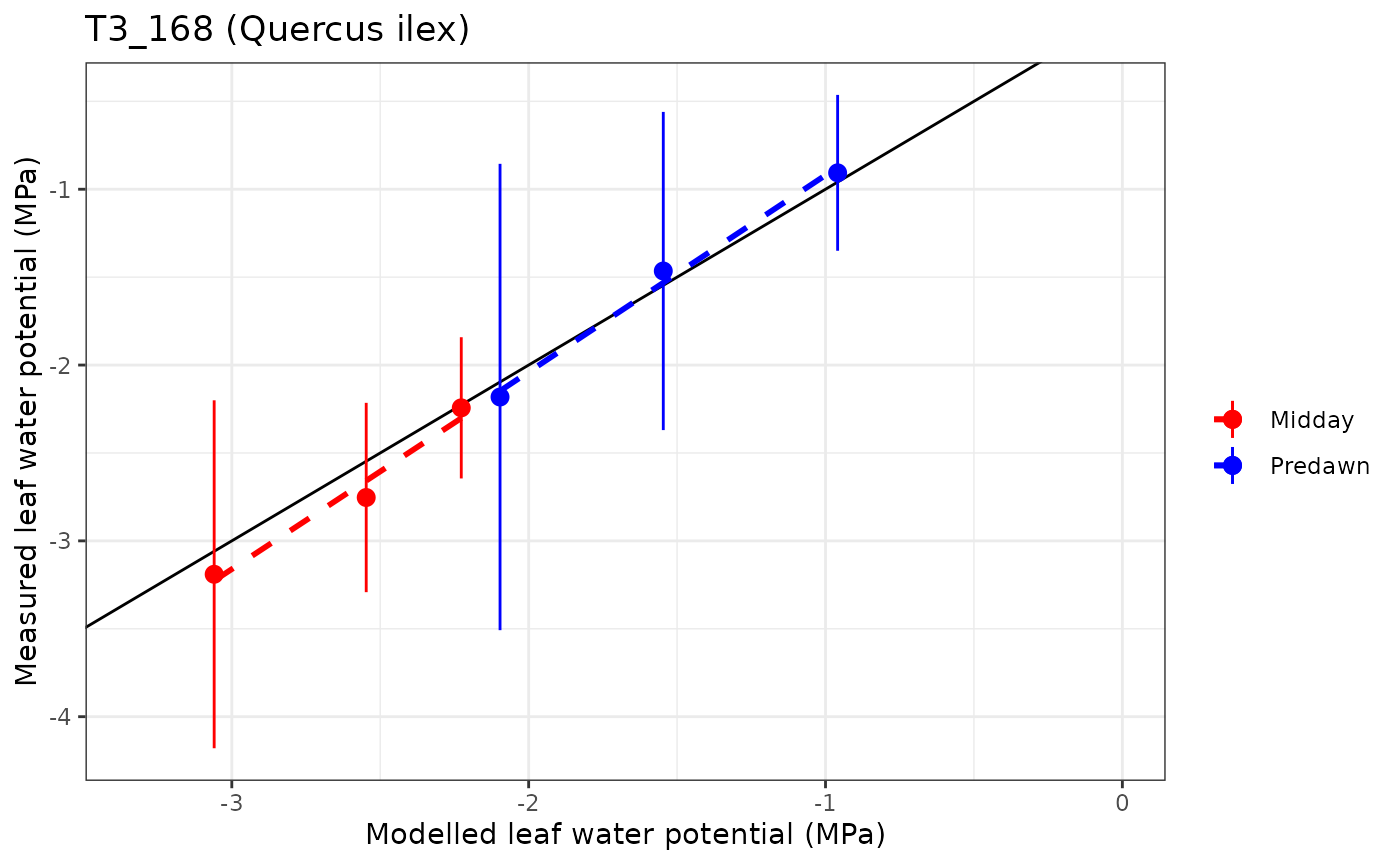 T3_168 (Quercus ilex)
Measured leaf water potential (MPa)
-1
-2
-3
-4
-3
-2
-1
0
Modelled leaf water potential (MPa)
Midday
Predawn